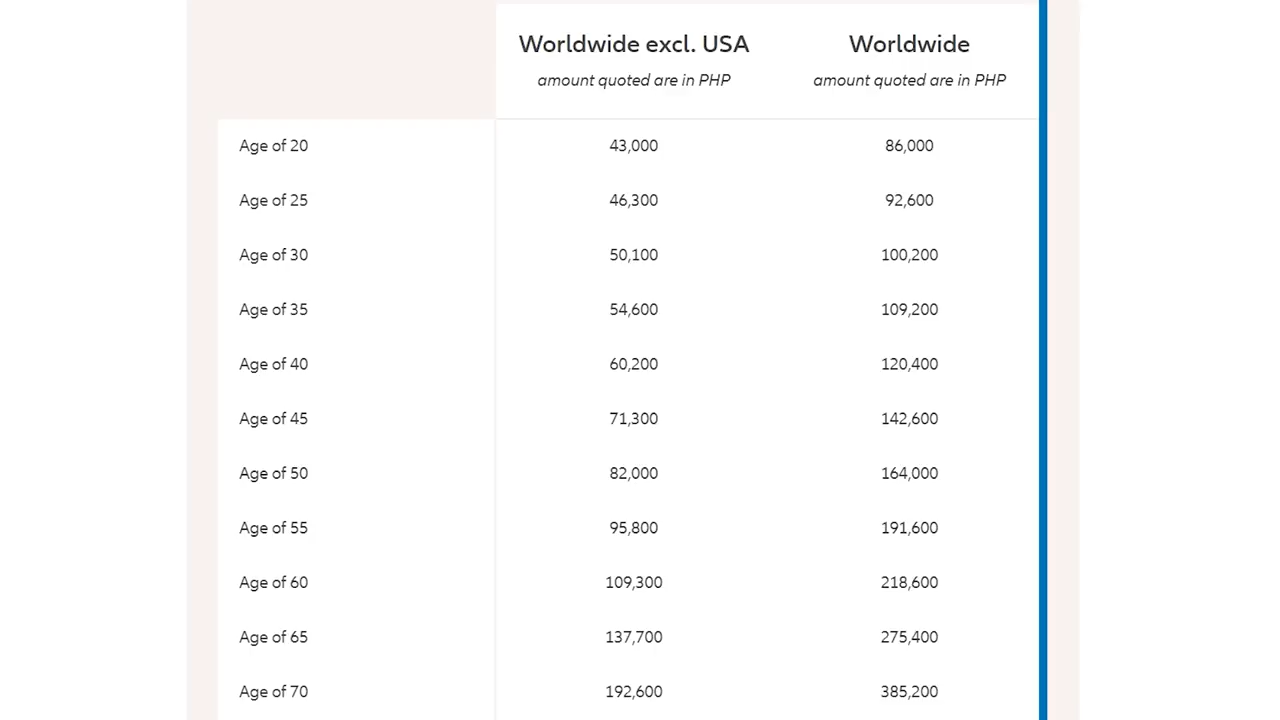 Worldwide excl. USA Worldwide
amount quoted are in PHP amount quoted are in PHP
Age of 20 43,000 86,000
Age of 25 46,300 92,600
Age of 30 50,100 100,200
Age of 35 54,600 109,200
Age of 40 60,200 120,400
Age of 45 71,300 142,600
Age of 50 82,000 164,000
Age of 55 95,800 191,600
Age of 60 109,300 218,600
Age of 65 137,700 275,400
Age of 70 192,600 385,200